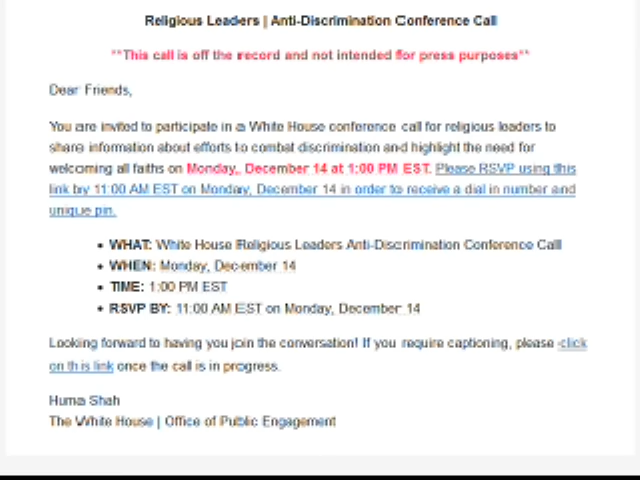 Religious Leaders | Anti-Discrimination Conference Call
**This call is off the record and not intended for press purposes**
Dear Friends,
You are invited to participate in a White House conference call for religious leaders to
share information about efforts to combat discrimination and highlight the need for
welcoming all faiths on Monday, December 14 at 1:00 PM EST. Please RSVP using this
link by 11:00 AM EST on Monday, December 14 in order to receive a dial in number and
unique pin.
• WHAT: White House Religious Leaders Anti-Discrimination Conference Call
• WHEN: Monday, December 14
• TIME: 1:00 PM EST
• RSVP BY: 11:00 AM EST on Monday, December 14
Looking forward to having you join the conversation! If you require captioning, please click
on this link once the call is in progress.
Huma Shah
The White House | Office of Public Engagement